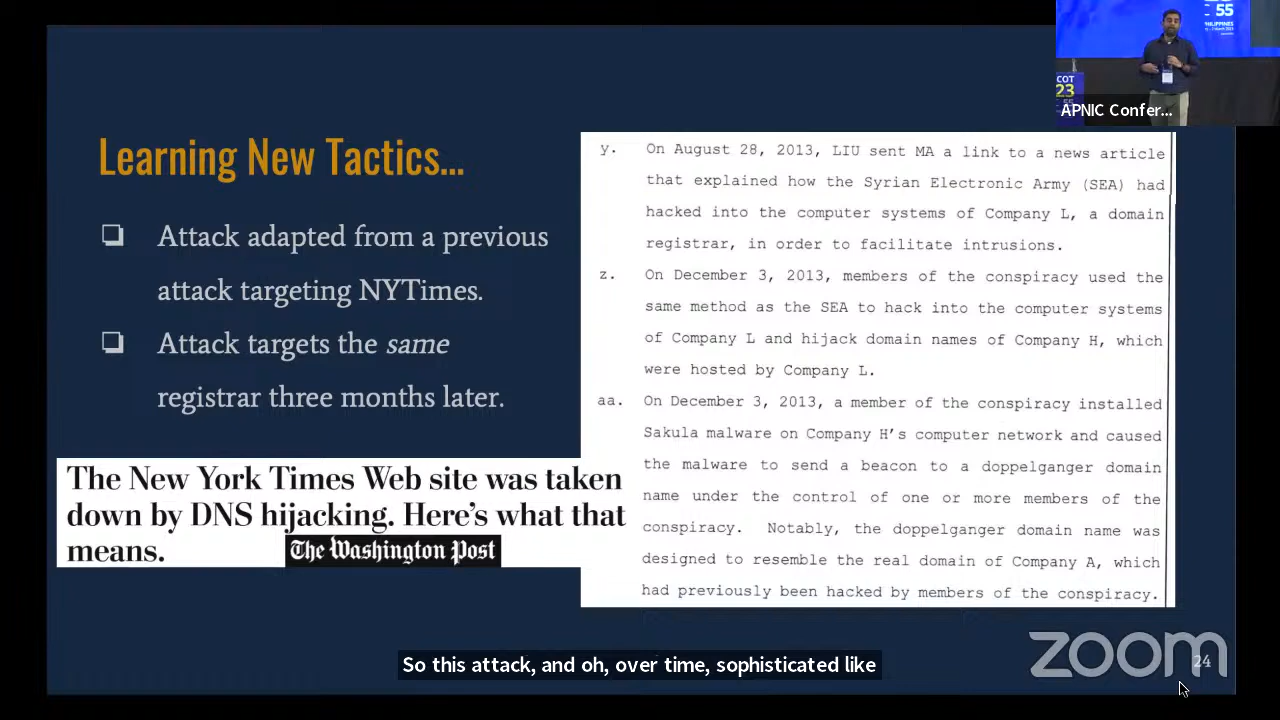 55
PHILIPPINES
COT
23
55
APNIC Confer...
Learning New Tactics...
❏ Attack adapted from a previous
attack targeting NYTimes.
❏ Attack targets the same
registrar three months later.
The New York Times Web site was taken
down by DNS hijacking. Here's what that
means.
The Washington Post
y. On August 28, 2013, LIU sent MA a link to a news article
that explained how the Syrian Electronic Army (SEA) had
hacked into the computer systems of Company L, a domain
registrar, in order to facilitate intrusions.
z. On December 3, 2013, members of the conspiracy used the
same method as the SEA to hack into the computer systems
of Company L and hijack domain names of Company H, which
were hosted by Company L.
aa. On December 3, 2013, a member of the conspiracy installed
Sakula malware on Company H's computer network and caused
the malware to send a beacon to a doppelganger domain
name under the control of one or more members of the
conspiracy. Notably, the doppelganger domain name was
designed to resemble the real domain of Company A, which
had previously been hacked by members of the conspiracy.
So this attack, and oh, over time, sophisticated like
zoom
24